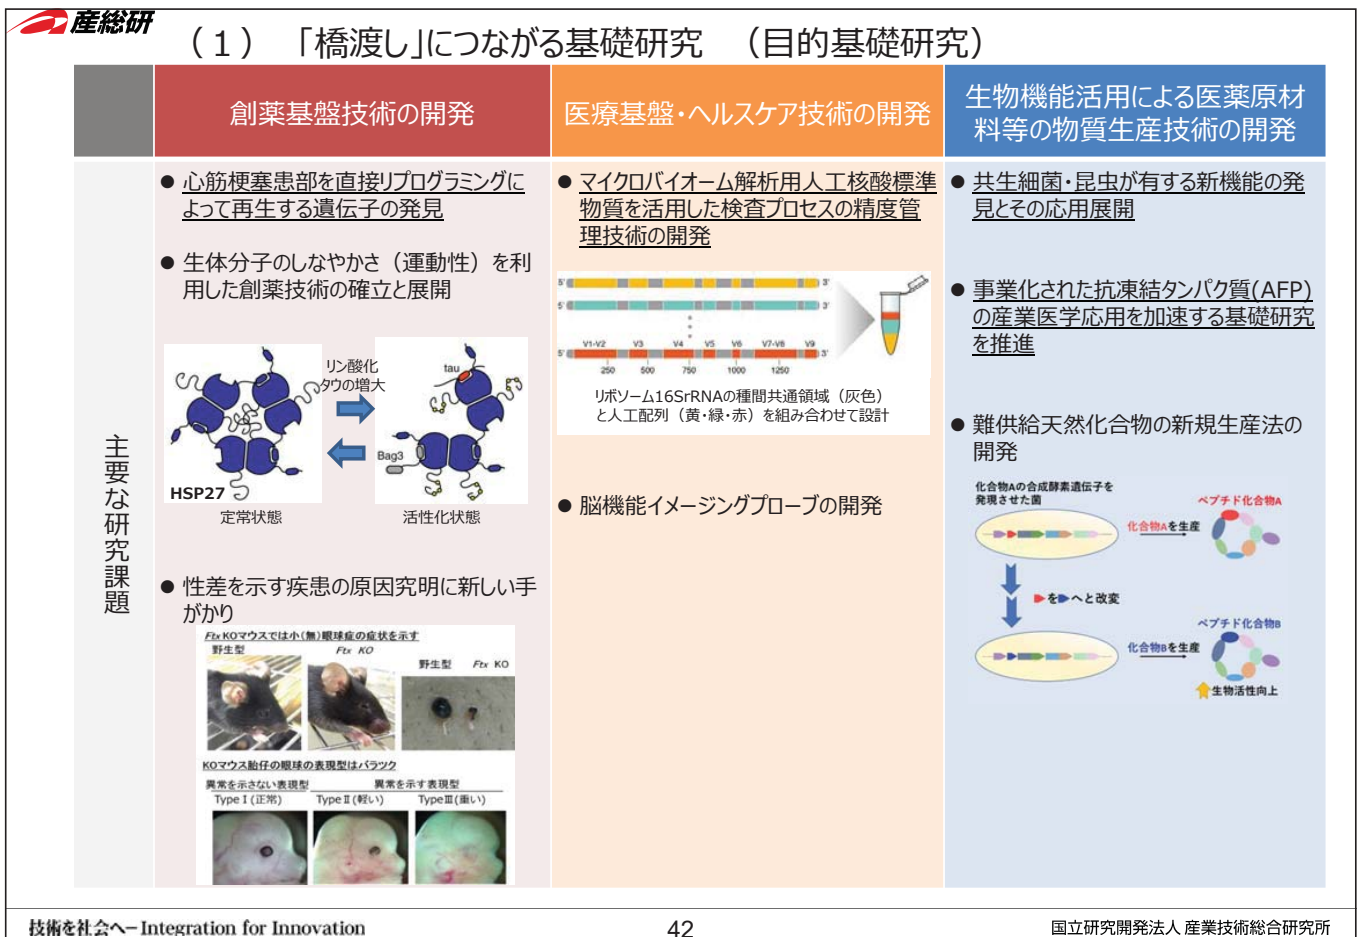 産総研
（１） 「橋渡し」につながる基礎研究 （目的基礎研究）
創薬基盤技術の開発
医療基盤・ヘルスケア技術の開発
生物機能活用による医薬原材
料等の物質生産技術の開発
主要な研究課題
● 心筋梗塞患部を直接リプログラミングに
よって再生する遺伝子の発見
● 生体分子のしなやかさ（運動性）を利
用した創薬技術の確立と展開
リン酸化
タウの増大
tau
Bag3
HSP27
定常状態
活性化状態
● 性差を示す疾患の原因究明に新しい手
がかり
Ftx KOマウスでは小（無）眼球症の症状を示す
野生型
Ftx KO
野生型
Ftx KO
KOマウス胎仔の眼球の表現型はバラツク
異常を示さない表現型
異常を示す表現型
Type I (正常)
Type II (軽い)
Type III (重い)
● マイクロバイオーム解析用人工核酸標準
物質を活用した検査プロセスの精度管
理技術の開発
5' 3'
5' 3'
V1-V2 V3 V4 V5 V6 V7-V8 V9
5' 3'
250 500 750 1000 1250
リボソーム16SrRNAの種間共通領域（灰色）
と人工配列（黄・緑・赤）を組み合わせて設計
● 脳機能イメージングプローブの開発
● 共生細菌・昆虫が有する新機能の発
見とその応用展開
● 事業化された抗凍結タンパク質(AFP)
の産業医学応用を加速する基礎研究
を推進
● 難供給天然化合物の新規生産法の
開発
化合物Aの合成酵素遺伝子を
発現させた菌
ペプチド化合物A
化合物Aを生産
を へと改変
ペプチド化合物B
化合物Bを生産
生物活性向上
技術を社会へ－Integration for Innovation
42
国立研究開発法人 産業技術総合研究所